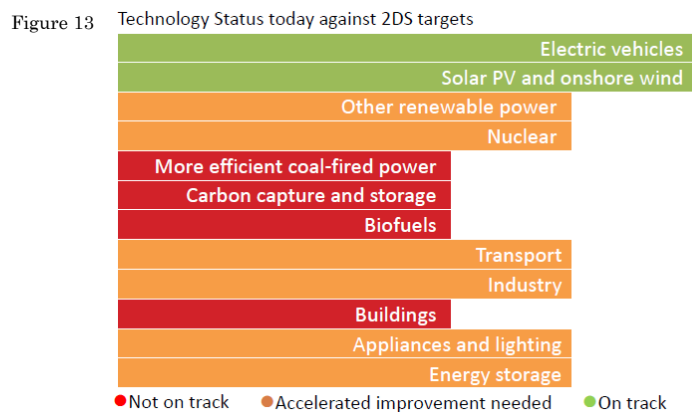 Figure 13 Technology Status today against 2DS targets
Electric vehicles
Solar PV and onshore wind
Other renewable power
Nuclear
More efficient coal-fired power
Carbon capture and storage
Biofuels
Transport
Industry
Buildings
Appliances and lighting
Energy storage
Not on track Accelerated improvement needed On track